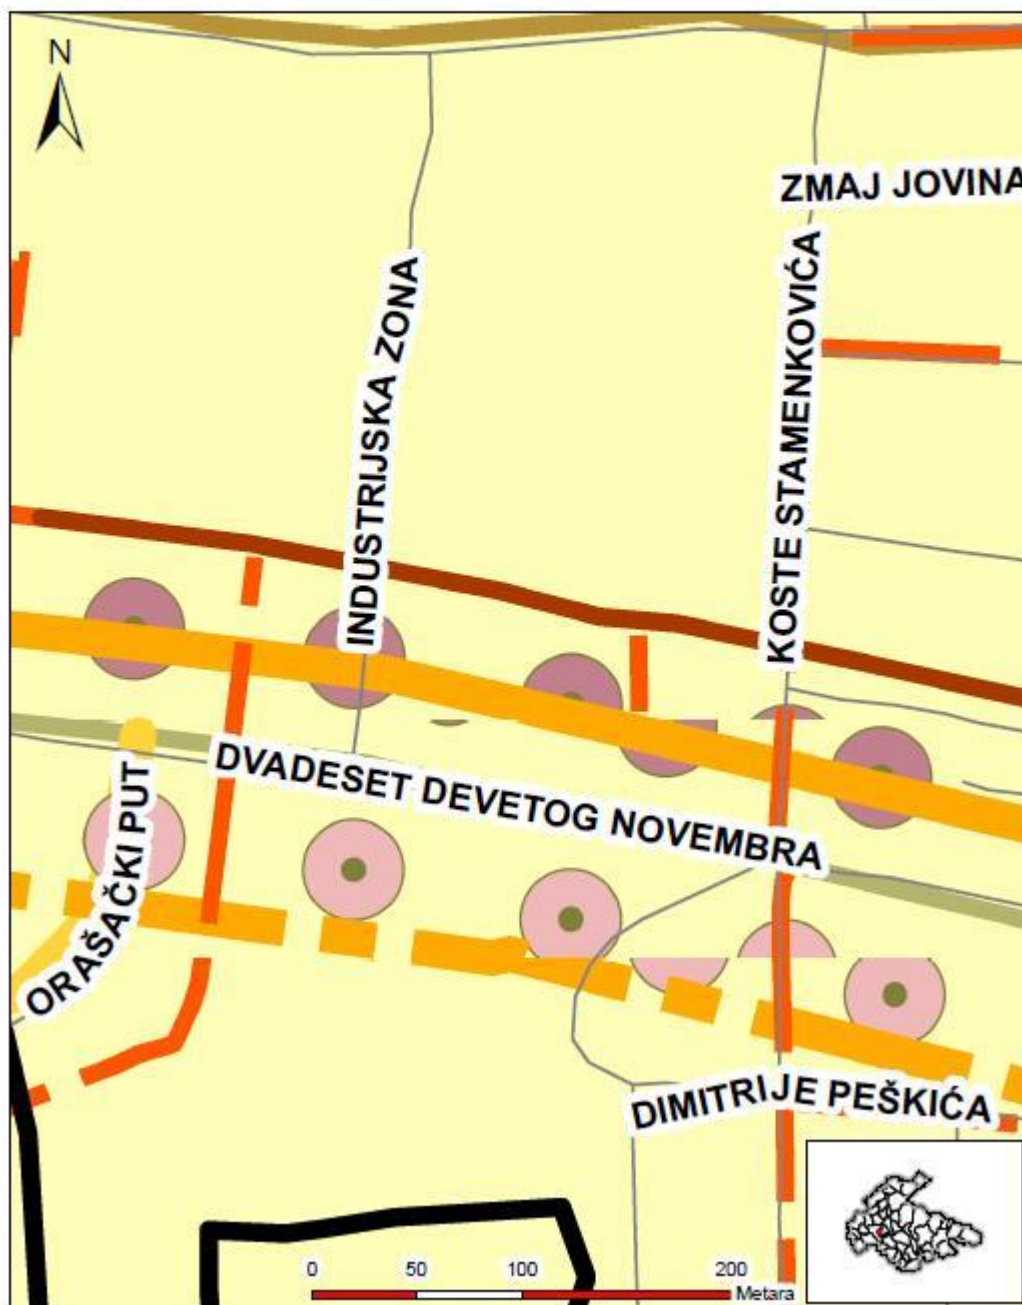 N
ZMAJ JOVINA
INDUSTRIJSKA ZONA
KOSTE STAMENKOVIĆA
DVADESET DEVETOG NOVEMBRA
ORAŠAČKI PUT
DIMITRIJE PEŠKIĆA
0 50 100 200
Metara